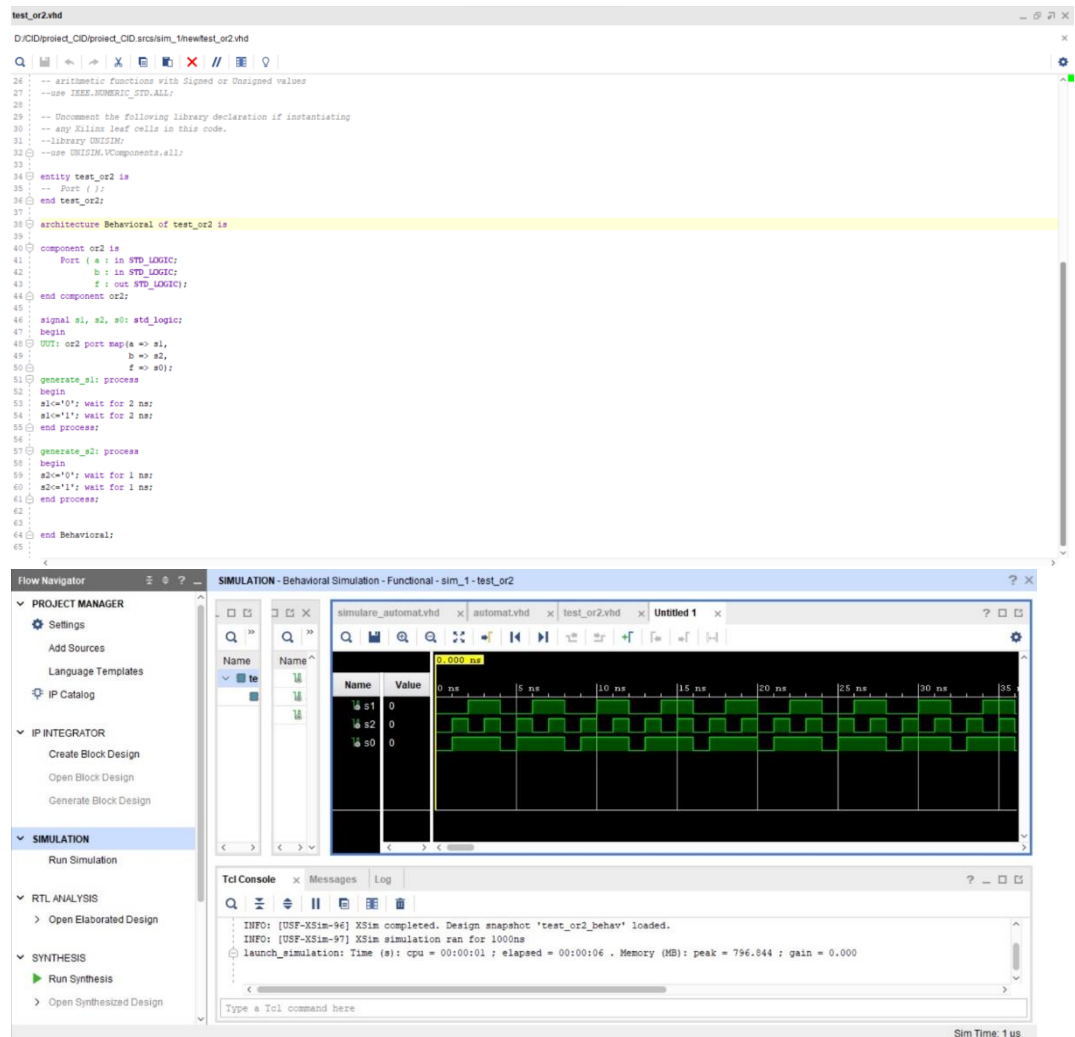 test_or2.vhd
D:/CID/proiect_CID/proiect_CID.srcs/sim_1/new/test_or2.vhd
26 -- arithmetic functions with Signed or Unsigned values
27 --use IEEE.NUMERIC_STD.ALL;
28
29 -- Uncomment the following library declaration if instantiating
30 -- any Xilinx leaf cells in this code.
31 --library UNISIM;
32 --use UNISIM.VComponents.all;
33
34 entity test_or2 is
35 -- Port ( );
36 end test_or2;
37
38 architecture Behavioral of test_or2 is
39
40 component or2 is
41 Port ( a : in STD_LOGIC;
42 b : in STD_LOGIC;
43 f : out STD_LOGIC);
44 end component or2;
45
46 signal s1, s2, s0: std_logic;
47 begin
48 UUT: or2 port map(a => s1,
49 b => s2,
50 f => s0);
51 generate_s1: process
52 begin
53 s1<='0'; wait for 2 ns;
54 s1<='1'; wait for 2 ns;
55 end process;
56
57 generate_s2: process
58 begin
59 s2<='0'; wait for 1 ns;
60 s2<='1'; wait for 1 ns;
61 end process;
62
63
64 end Behavioral;
65
Flow Navigator
PROJECT MANAGER
Settings
Add Sources
Language Templates
IP Catalog
IP INTEGRATOR
Create Block Design
Open Block Design
Generate Block Design
SIMULATION
Run Simulation
RTL ANALYSIS
Open Elaborated Design
SYNTHESIS
Run Synthesis
Open Synthesized Design
SIMULATION - Behavioral Simulation - Functional - sim_1 - test_or2
Name
te
Name
simulare_automat.vhd automat.vhd test_or2.vhd Untitled 1
0.000 ns
Name Value 0 ns 5 ns 10 ns 15 ns 20 ns 25 ns 30 ns 35
s1 0
s2 0
s0 0
Tcl Console Messages Log
INFO: [USF-XSim-96] XSim completed. Design snapshot 'test_or2_behav' loaded.
INFO: [USF-XSim-97] XSim simulation ran for 1000ns
launch_simulation: Time (s): cpu = 00:00:01 ; elapsed = 00:00:06 . Memory (MB): peak = 796.844 ; gain = 0.000
Type a Tcl command here
Sim Time: 1 us